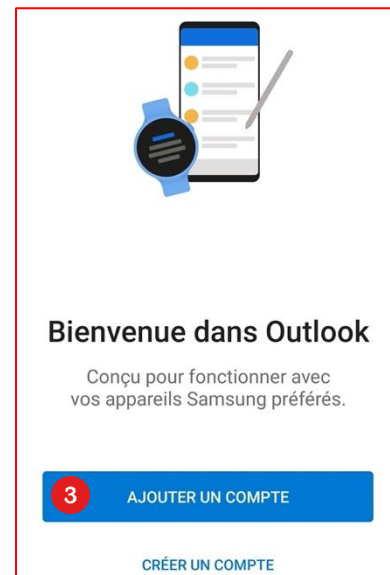 Bienvenue dans Outlook
Conçu pour fonctionner avec
vos appareils Samsung préférés.
3 AJOUTER UN COMPTE
CRÉER UN COMPTE